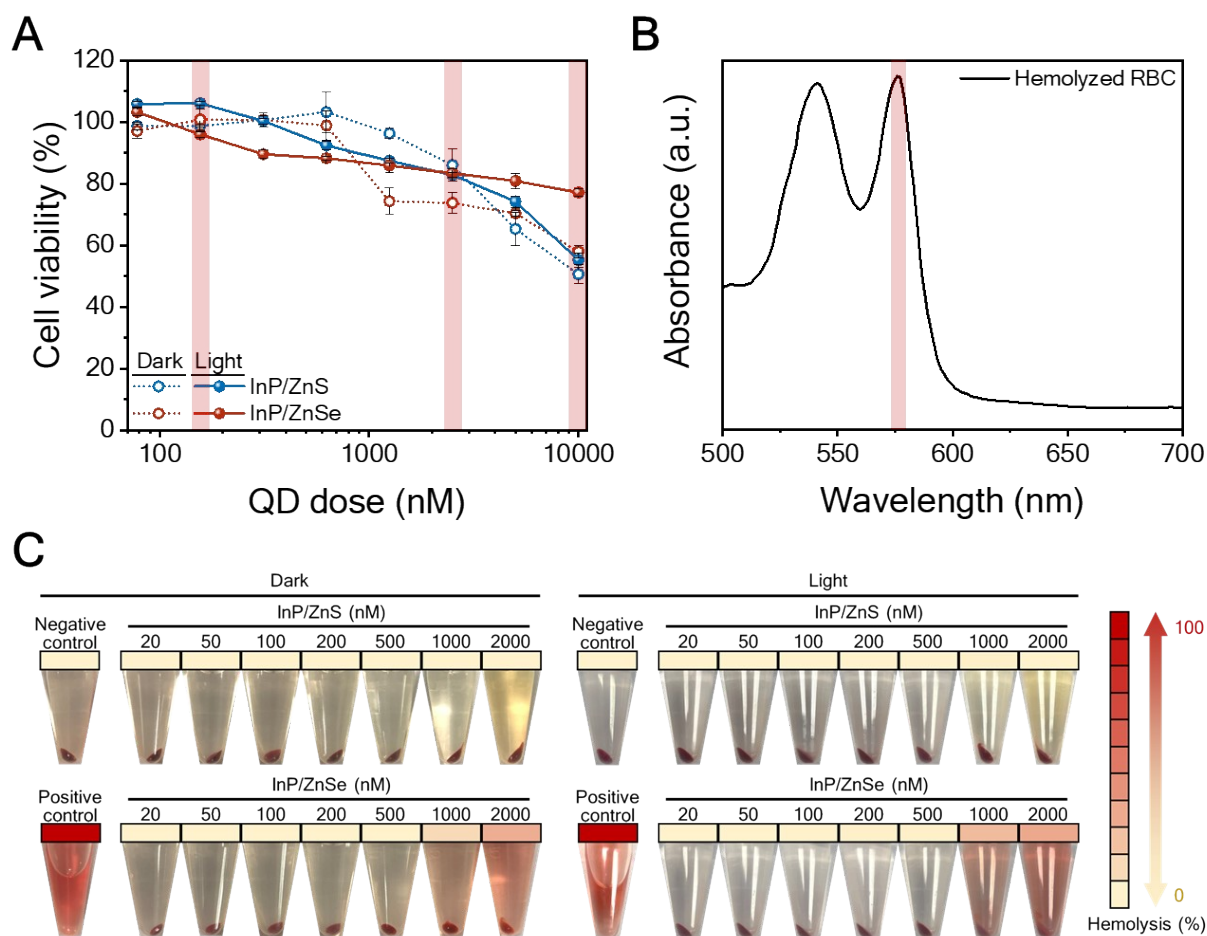 A
120
100
80
60
40
20
0
Cell viability (%)
Dark Light
InP/ZnS
InP/ZnSe
100 1000 10000
QD dose (nM)
B
Hemolyzed RBC
Absorbance (a.u.)
500 550 600 650 700
Wavelength (nm)
C
Dark
InP/ZnS (nM)
Negative
control
20 50 100 200 500 1000 2000
InP/ZnSe (nM)
Positive
control
20 50 100 200 500 1000 2000
Light
InP/ZnS (nM)
Negative
control
20 50 100 200 500 1000 2000
InP/ZnSe (nM)
Positive
control
20 50 100 200 500 1000 2000
100
0
Hemolysis (%)